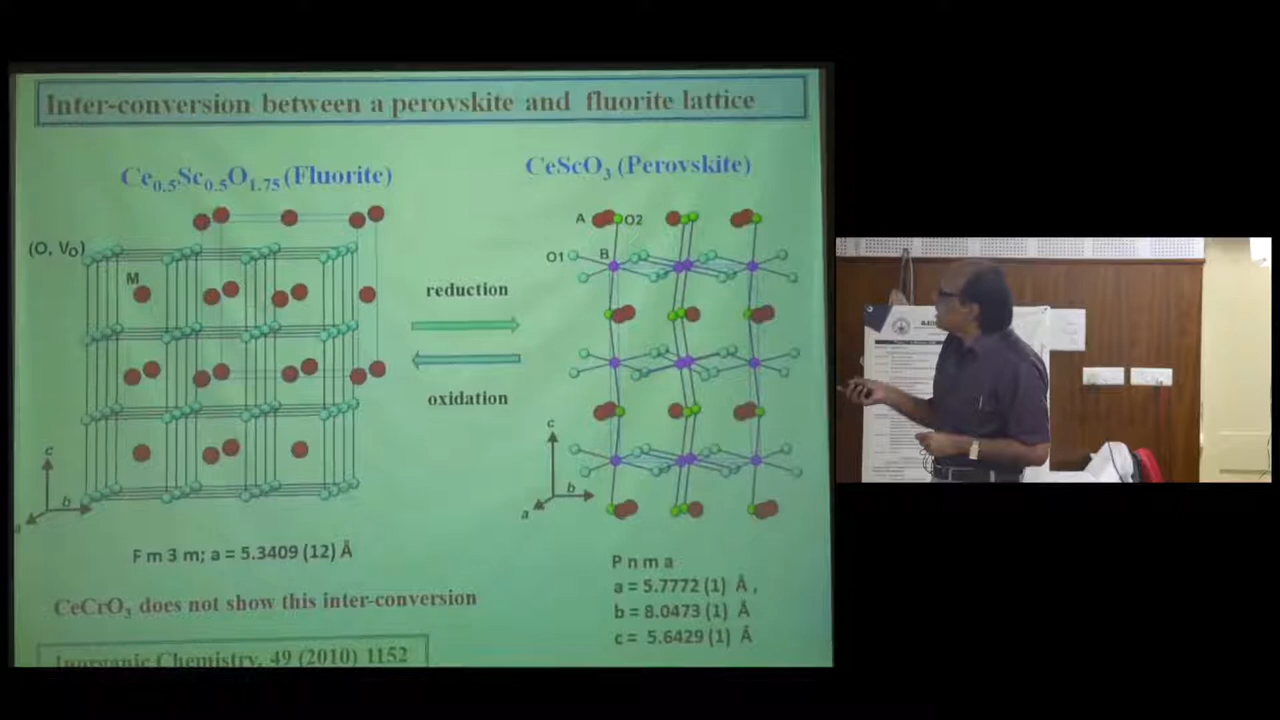 Inter-conversion between a perovskite and fluorite lattice
Ce0.5Sc0.5O1.75 (Fluorite)
CeScO3 (Perovskite)
(O, VO)
M
A
O2
O1
B
reduction
oxidation
c
b
a
c
b
a
F m 3 m; a = 5.3409 (12) Å
P n m a
a = 5.7772 (1) Å ,
b = 8.0473 (1) Å
c = 5.6429 (1) Å
CeCrO3 does not show this inter-conversion
Inorganic Chemistry, 49 (2010) 1152